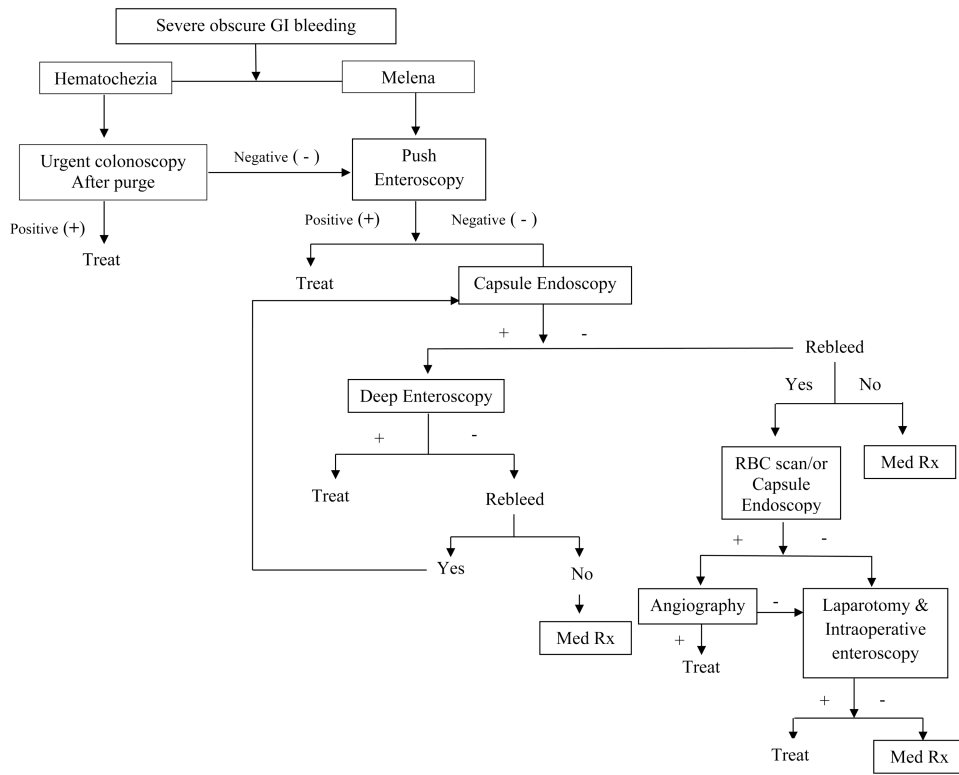 Severe obscure GI bleeding
Hematochezia
Melena
Urgent colonoscopy
After purge
Negative ( - )
Push
Enteroscopy
Positive (+)
Treat
Positive (+)
Negative ( - )
Treat
Capsule Endoscopy
+
-
Rebleed
Yes
No
Deep Enteroscopy
+
-
Treat
Rebleed
RBC scan/or
Capsule
Endoscopy
Med Rx
Yes
No
Med Rx
+
-
Angiography
-
Laparotomy &
Intraoperative
enteroscopy
+
Treat
+
-
Treat
Med Rx